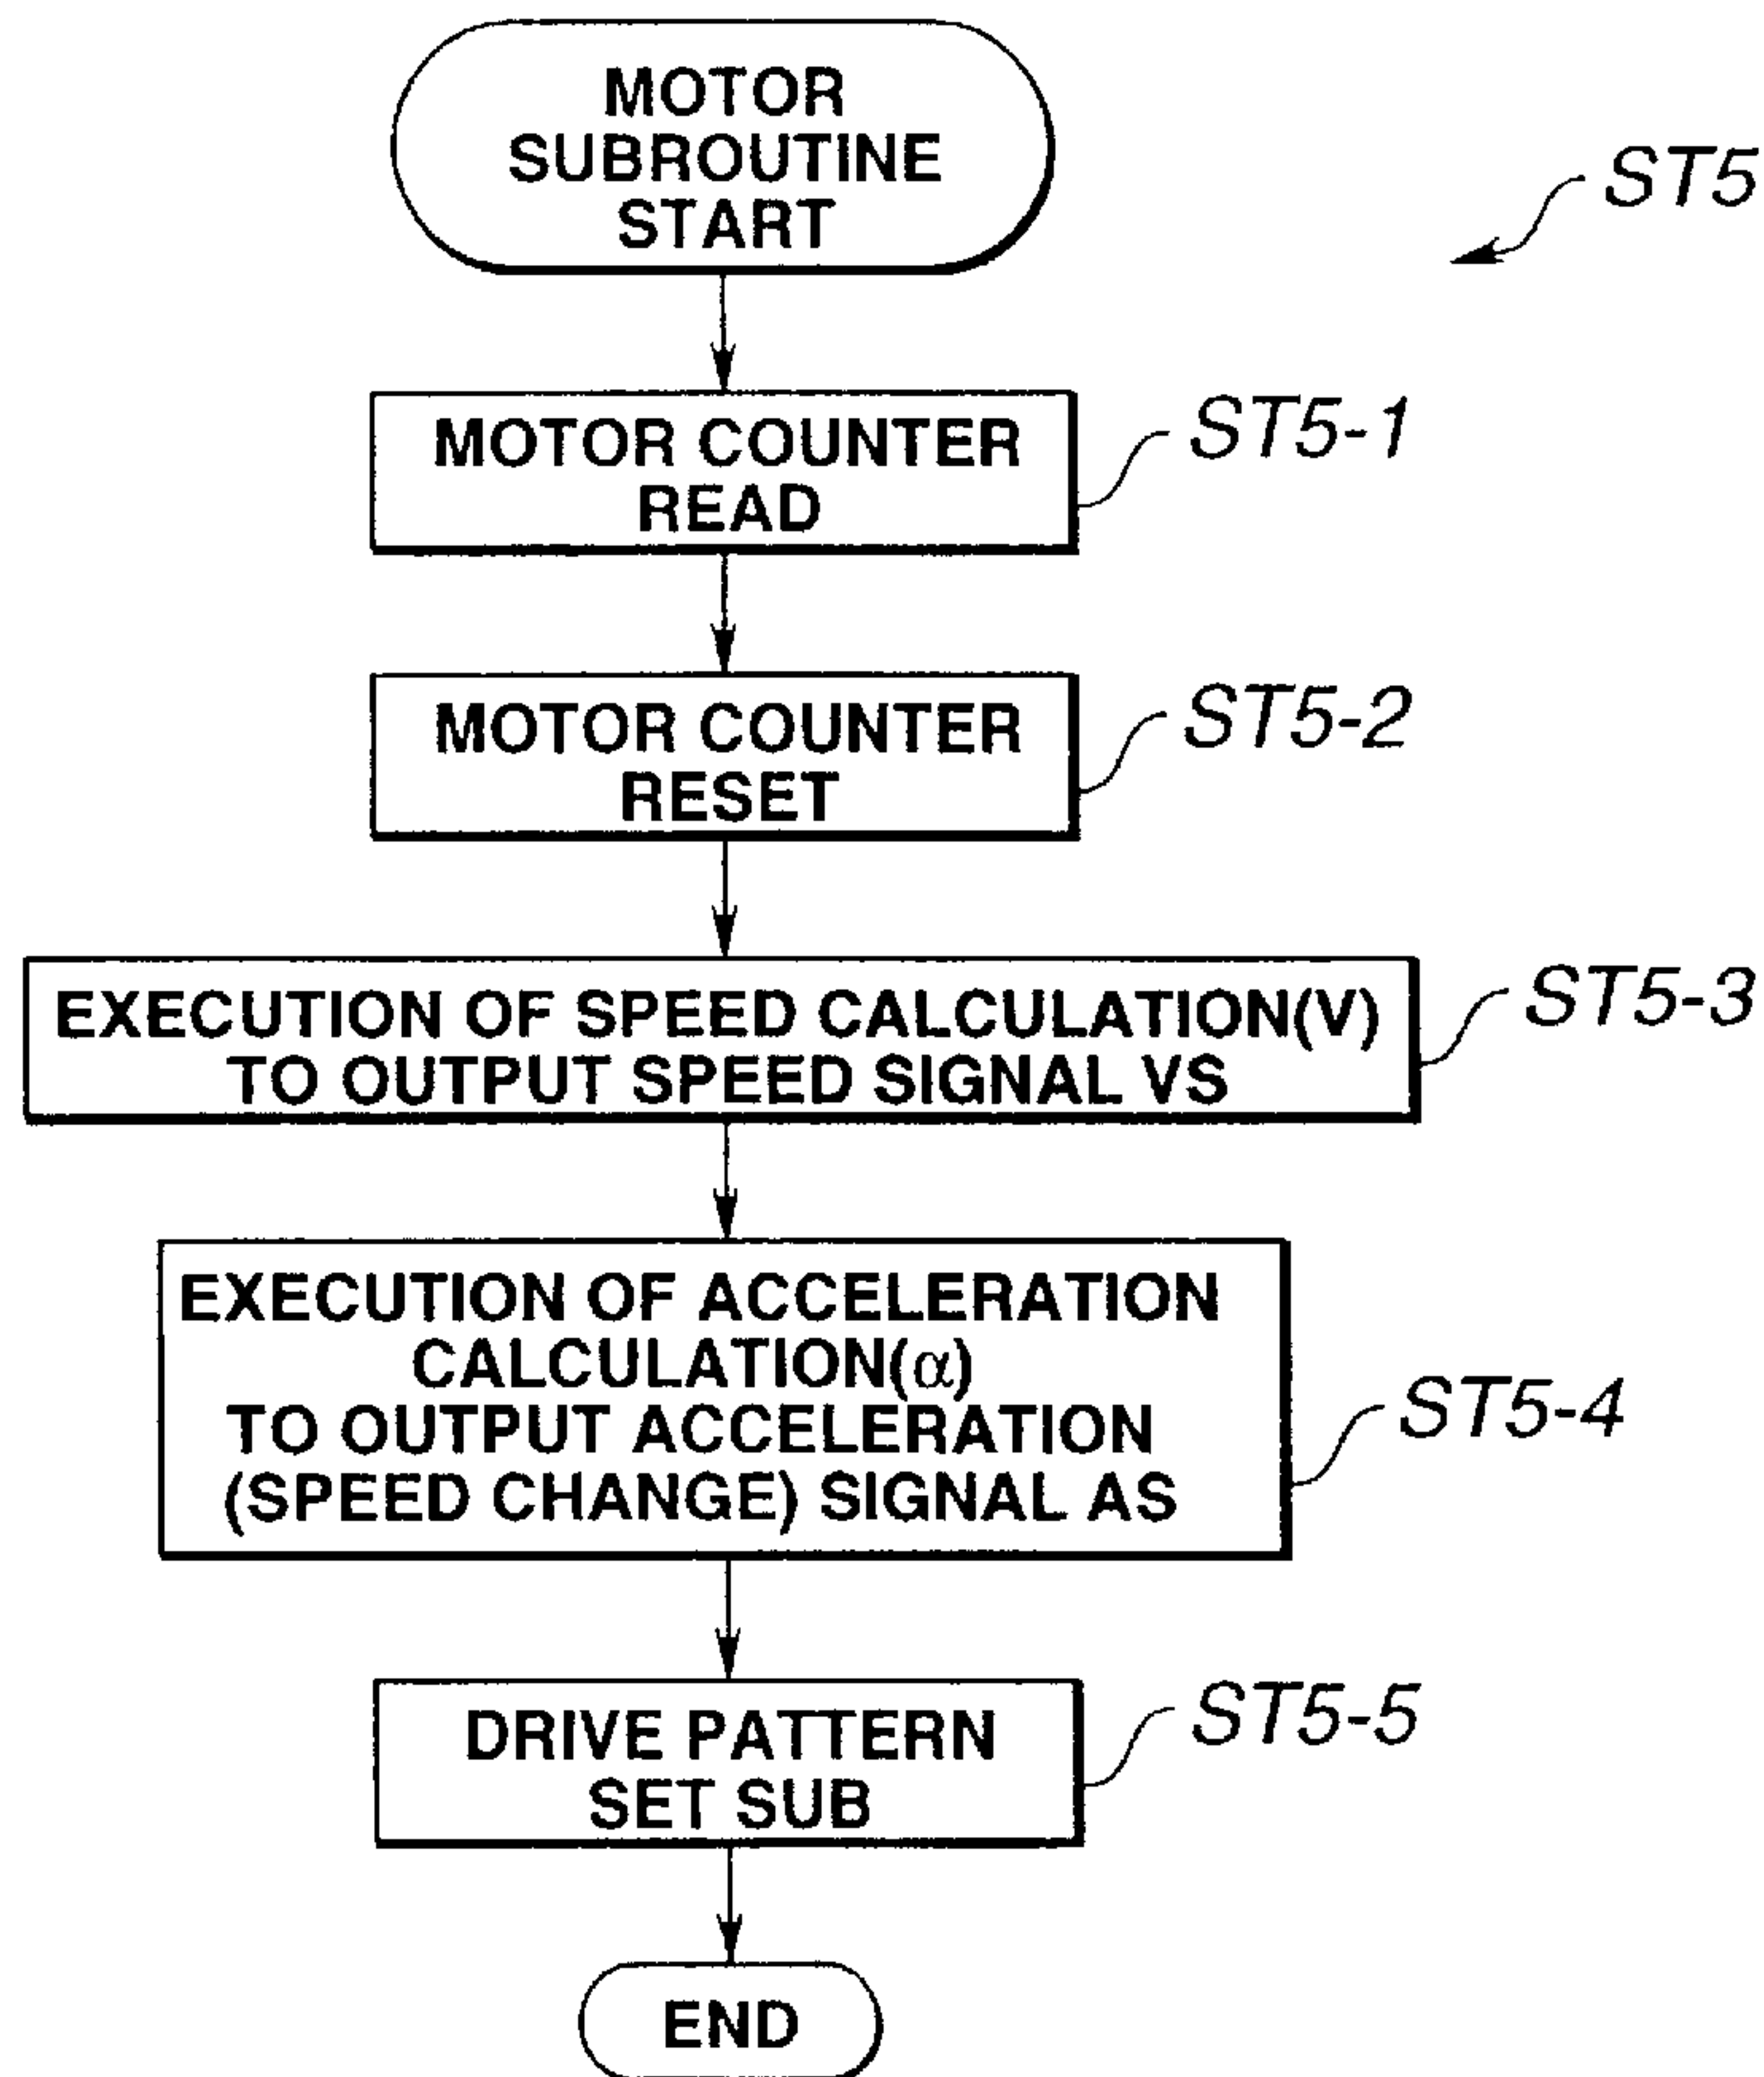 MOTOR
SUBROUTINE
START
ST5
MOTOR COUNTER
READ
ST5-1
MOTOR COUNTER
RESET
ST5-2
EXECUTION OF SPEED CALCULATION(V)
TO OUTPUT SPEED SIGNAL VS
ST5-3
EXECUTION OF ACCELERATION
CALCULATION(α)
TO OUTPUT ACCELERATION
(SPEED CHANGE) SIGNAL AS
ST5-4
DRIVE PATTERN
SET SUB
ST5-5
END